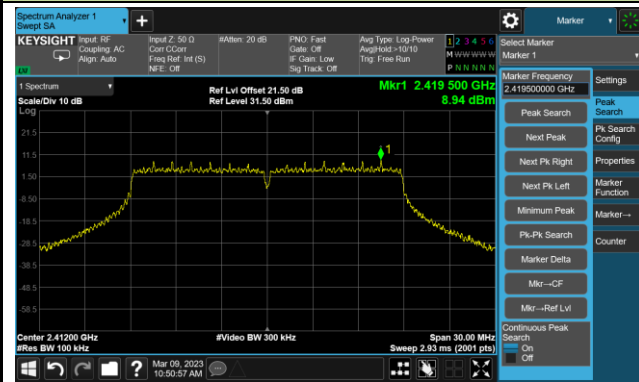 Spectrum Analyzer 1
Swept SA
Marker
KEYSIGHT
Input: RF
Coupling: AC
Align: Auto
Input Z: 50 Ω
Corr CCorr
Freq Ref: Int (S)
NFE: Off
#Atten: 20 dB
PNO: Fast
Gate: Off
IF Gain: Low
Sig Track: Off
Avg Type: Log-Power
Avg|Hold:>10/10
Trig: Free Run
1 2 3 4 5 6
M W W W W W
P N N N N N
Select Marker
Marker 1
LXI
1 Spectrum
Scale/Div 10 dB
Log
Ref Lvl Offset 21.50 dB
Ref Level 31.50 dBm
Mkr1 2.419 500 GHz
8.94 dBm
21.5
11.5
1.50
-8.50
-18.5
-28.5
-38.5
-48.5
-58.5
1
Center 2.41200 GHz
#Res BW 100 kHz
#Video BW 300 kHz
Span 30.00 MHz
Sweep 2.93 ms (2001 pts)
Marker Frequency
2.419500000 GHz
Peak Search
Next Peak
Next Pk Right
Next Pk Left
Minimum Peak
Pk-Pk Search
Marker Delta
Mkr→CF
Mkr→Ref Lvl
Continuous Peak
Search
On
Off
Settings
Peak
Search
Pk Search
Config
Properties
Marker
Function
Marker→
Counter
Mar 09, 2023
10:50:57 AM